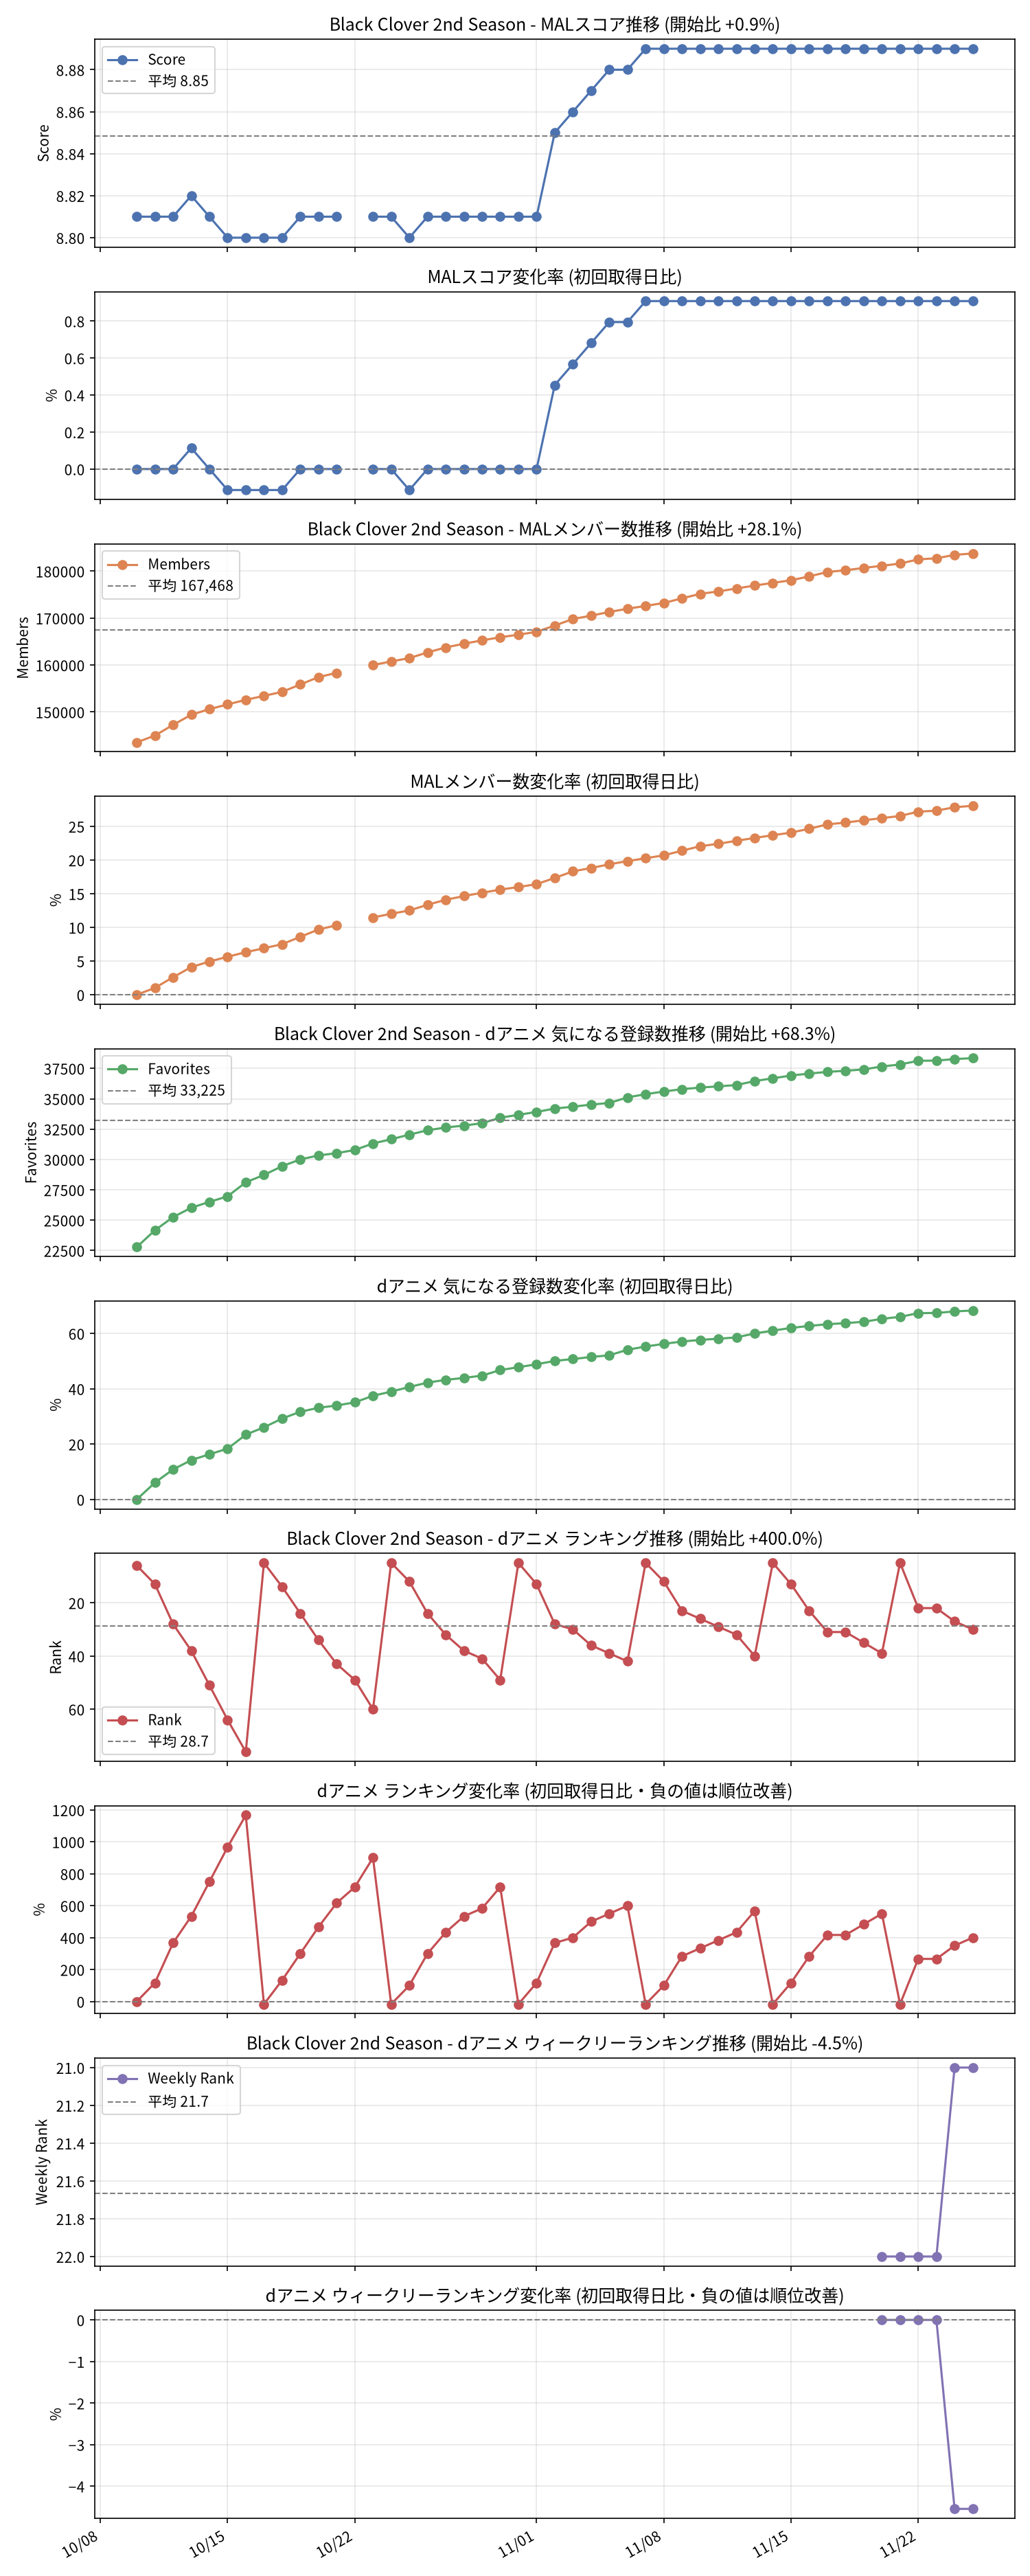 Black Clover 2nd Season - MALスコア推移 (開始比 +0.9%)
Score
平均 8.85
Score
8.88
8.86
8.84
8.82
8.80
MALスコア変化率 (初回取得日比)
%
0.8
0.6
0.4
0.2
0.0
Black Clover 2nd Season - MALメンバー数推移 (開始比 +28.1%)
Members
平均 167,468
Members
180000
170000
160000
150000
MALメンバー数変化率 (初回取得日比)
%
25
20
15
10
5
0
Black Clover 2nd Season - dアニメ 気になる登録数推移 (開始比 +68.3%)
Favorites
平均 33,225
Favorites
37500
35000
32500
30000
27500
25000
22500
dアニメ 気になる登録数変化率 (初回取得日比)
%
60
40
20
0
Black Clover 2nd Season - dアニメ ランキング推移 (開始比 +400.0%)
Rank
20
40
60
Rank
平均 28.7
dアニメ ランキング変化率 (初回取得日比・負の値は順位改善)
%
1200
1000
800
600
400
200
0
Black Clover 2nd Season - dアニメ ウィークリーランキング推移 (開始比 -4.5%)
Weekly Rank
平均 21.7
Weekly Rank
21.0
21.2
21.4
21.6
21.8
22.0
dアニメ ウィークリーランキング変化率 (初回取得日比・負の値は順位改善)
%
0
−1
−2
−3
−4
10/08
10/15
10/22
11/01
11/08
11/15
11/22